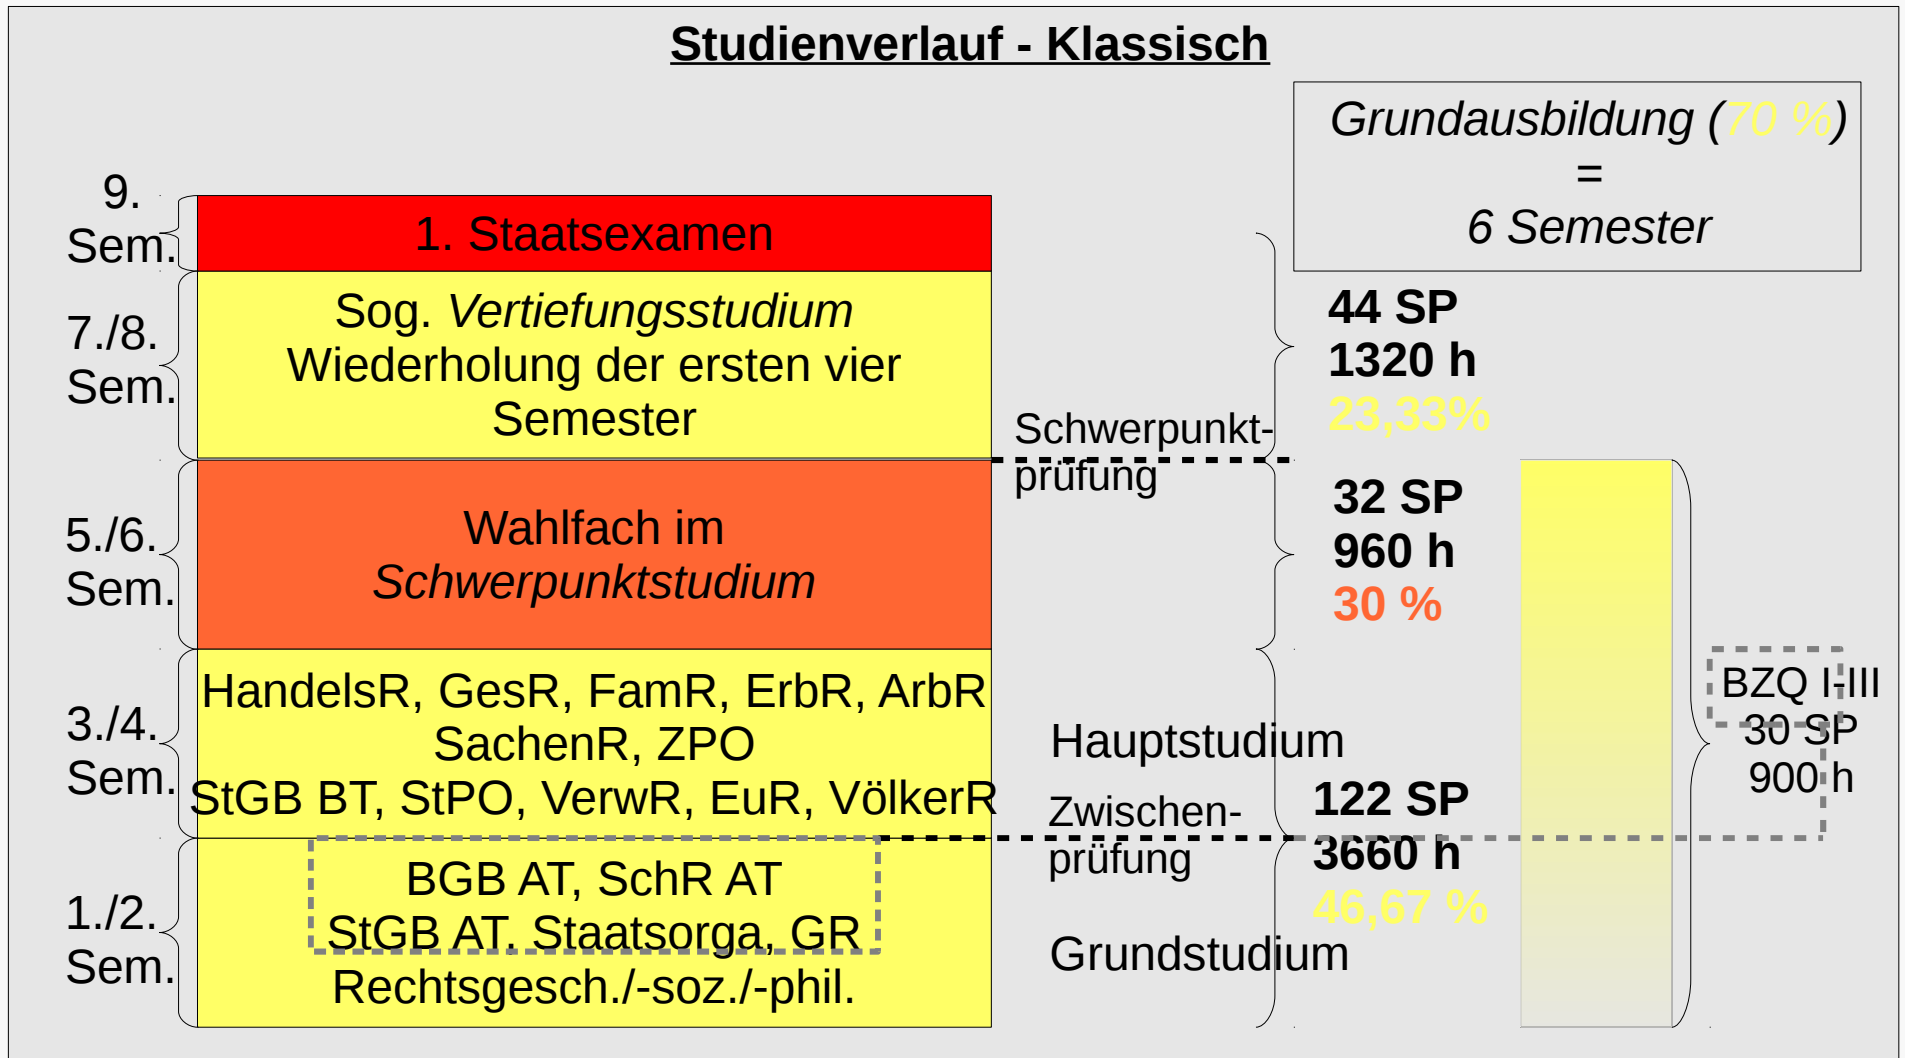 Studienverlauf - Klassisch
Grundausbildung (70 %)
=
6 Semester
9.
Sem.
1. Staatsexamen
7./8.
Sem.
Sog. Vertiefungsstudium
Wiederholung der ersten vier
Semester
44 SP
1320 h
23,33%
Schwerpunkt-
prüfung
5./6.
Sem.
Wahlfach im
Schwerpunktstudium
32 SP
960 h
30 %
3./4.
Sem.
HandelsR, GesR, FamR, ErbR, ArbR
SachenR, ZPO
StGB BT, StPO, VerwR, EuR, VölkerR
Hauptstudium
Zwischen-
prüfung
122 SP
3660 h
46,67 %
BZQ I-III
30 SP
900 h
1./2.
Sem.
BGB AT, SchR AT
StGB AT, Staatsorga, GR
Rechtsgesch./-soz./-phil.
Grundstudium